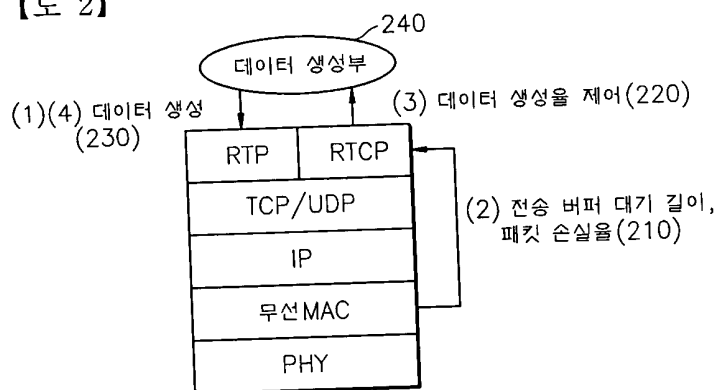 【도 2】
240
데이터 생성부
(1)(4) 데이터 생성
(230)
(3) 데이터 생성율 제어(220)
RTP
RTCP
TCP/UDP
(2) 전송 버퍼 대기 길이,
패킷 손실율(210)
IP
무선MAC
PHY